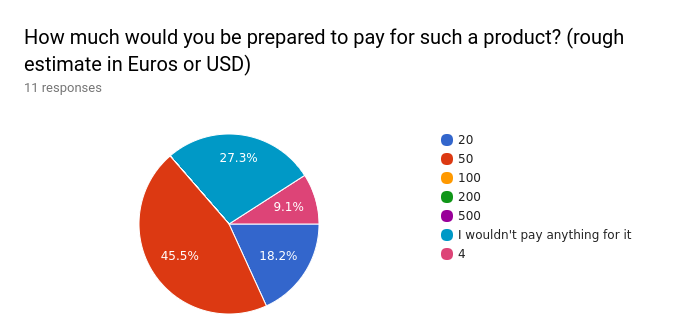 How much would you be prepared to pay for such a product? (rough
estimate in Euros or USD)
11 responses
27.3%
9.1%
45.5%
18.2%
20
50
100
200
500
I wouldn't pay anything for it
4